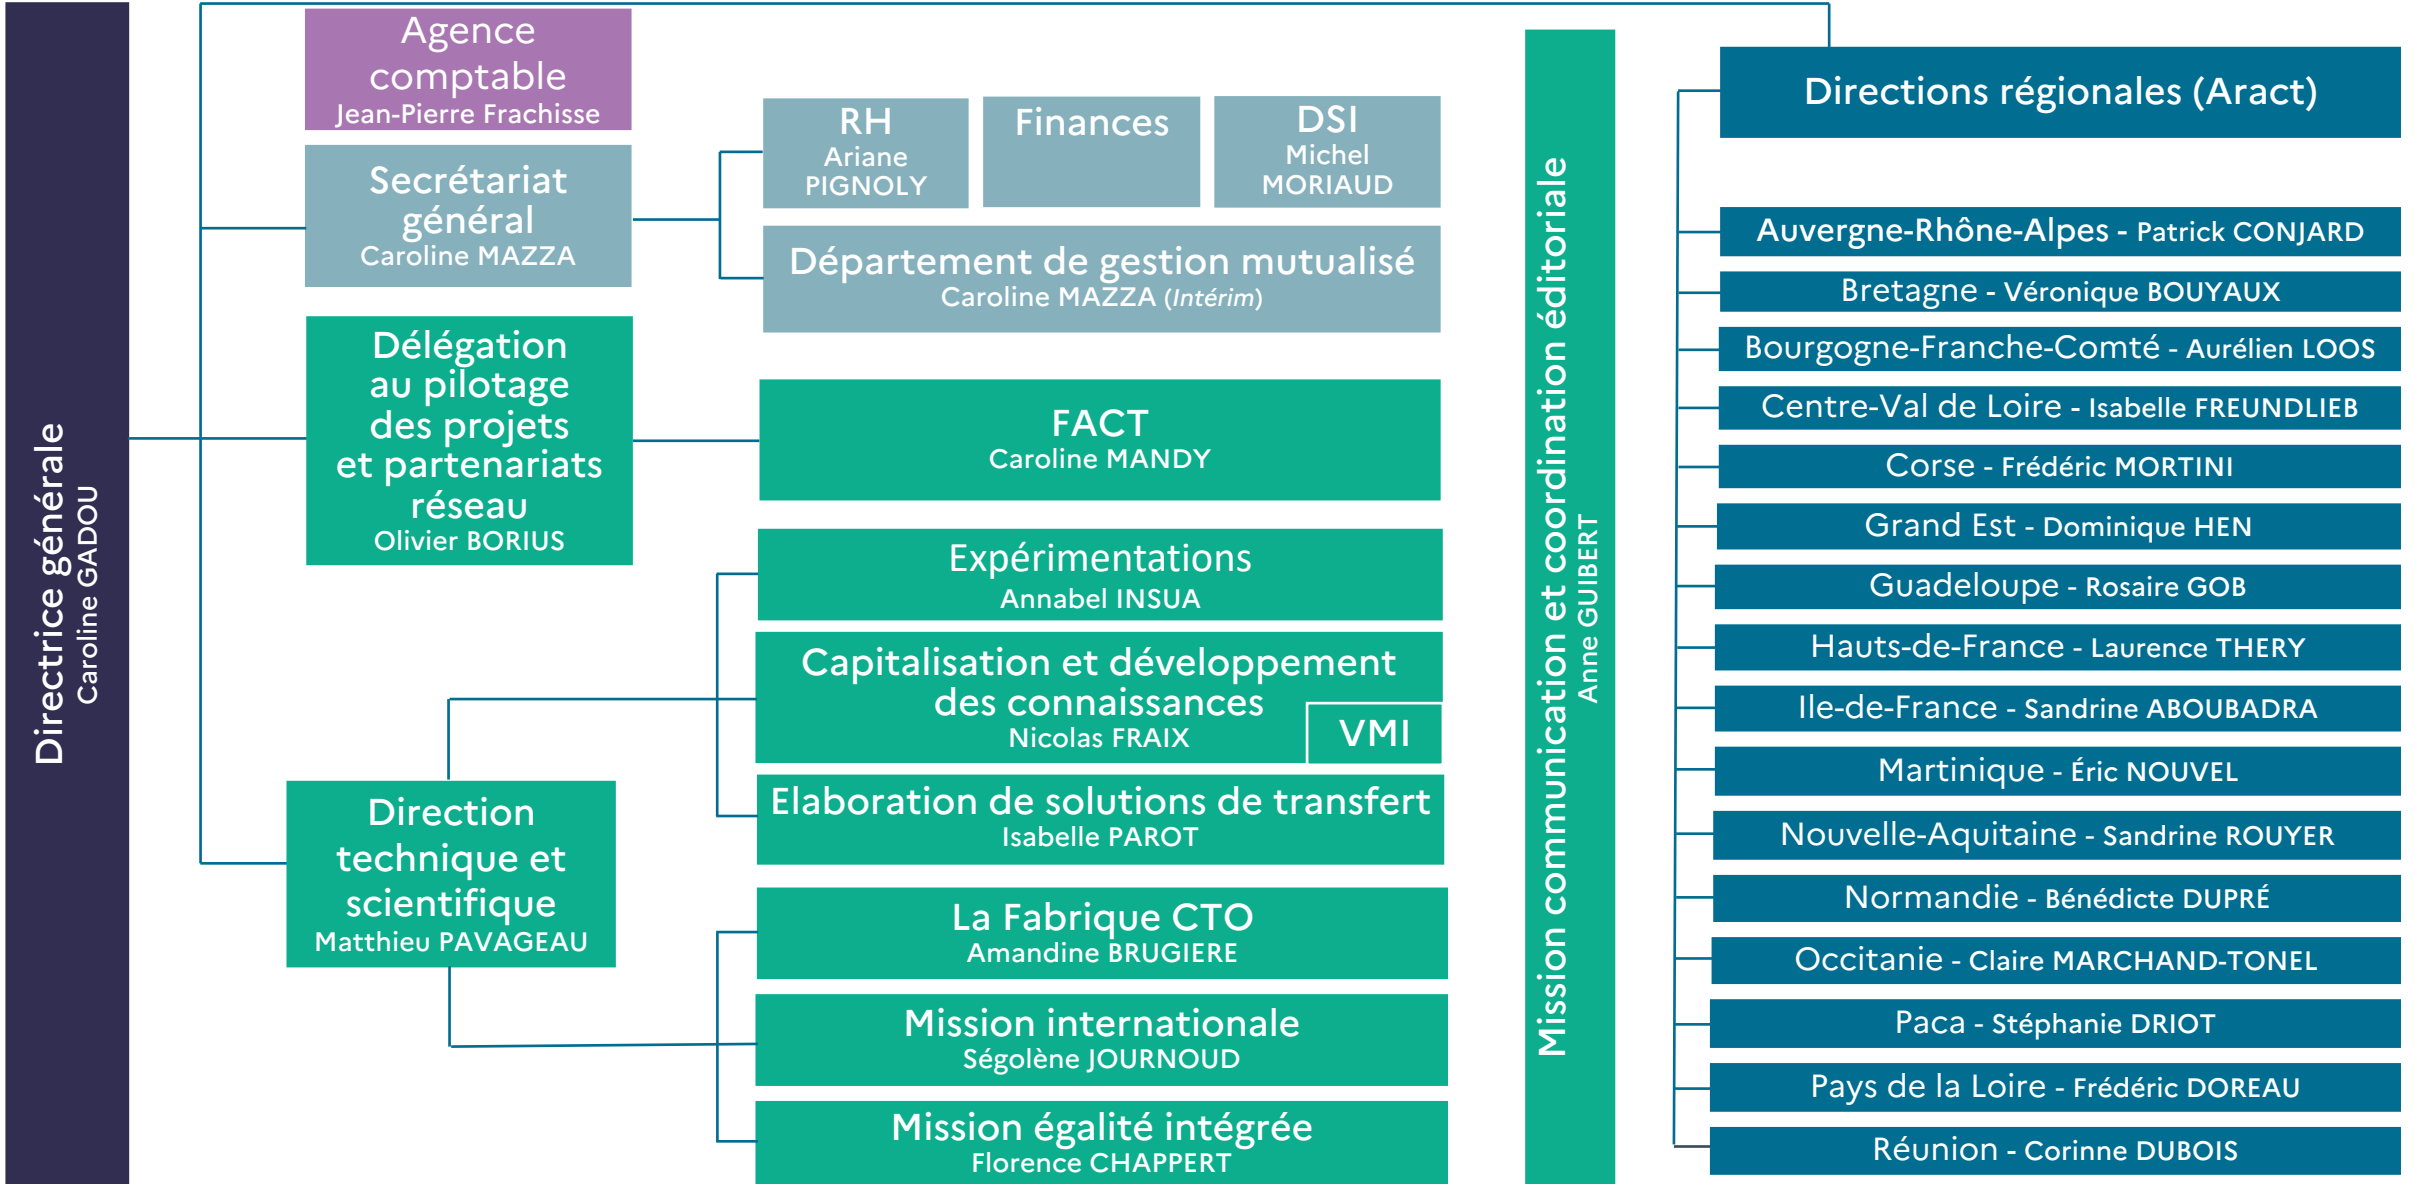 Directrice générale
Caroline GADOU
Agence
comptable
Jean-Pierre Frachisse
Secrétariat
général
Caroline MAZZA
RH
Ariane
PIGNOLY
Finances
DSI
Michel
MORIAUD
Département de gestion mutualisé
Caroline MAZZA (Intérim)
Délégation
au pilotage
des projets
et partenariats
réseau
Olivier BORIUS
FACT
Caroline MANDY
Direction
technique et
scientifique
Matthieu PAVAGEAU
Expérimentations
Annabel INSUA
Capitalisation et développement
des connaissances
Nicolas FRAIX
VMI
Elaboration de solutions de transfert
Isabelle PAROT
La Fabrique CTO
Amandine BRUGIERE
Mission internationale
Ségolène JOURNOUD
Mission égalité intégrée
Florence CHAPPERT
Mission communication et coordination éditoriale
Anne GUIBERT
Directions régionales (Aract)
Auvergne-Rhône-Alpes - Patrick CONJARD
Bretagne - Véronique BOUYAUX
Bourgogne-Franche-Comté - Aurélien LOOS
Centre-Val de Loire - Isabelle FREUNDLIEB
Corse - Frédéric MORTINI
Grand Est - Dominique HEN
Guadeloupe - Rosaire GOB
Hauts-de-France - Laurence THERY
Ile-de-France - Sandrine ABOUBADRA
Martinique - Éric NOUVEL
Nouvelle-Aquitaine - Sandrine ROUYER
Normandie - Bénédicte DUPRÉ
Occitanie - Claire MARCHAND-TONEL
Paca - Stéphanie DRIOT
Pays de la Loire - Frédéric DOREAU
Réunion - Corinne DUBOIS